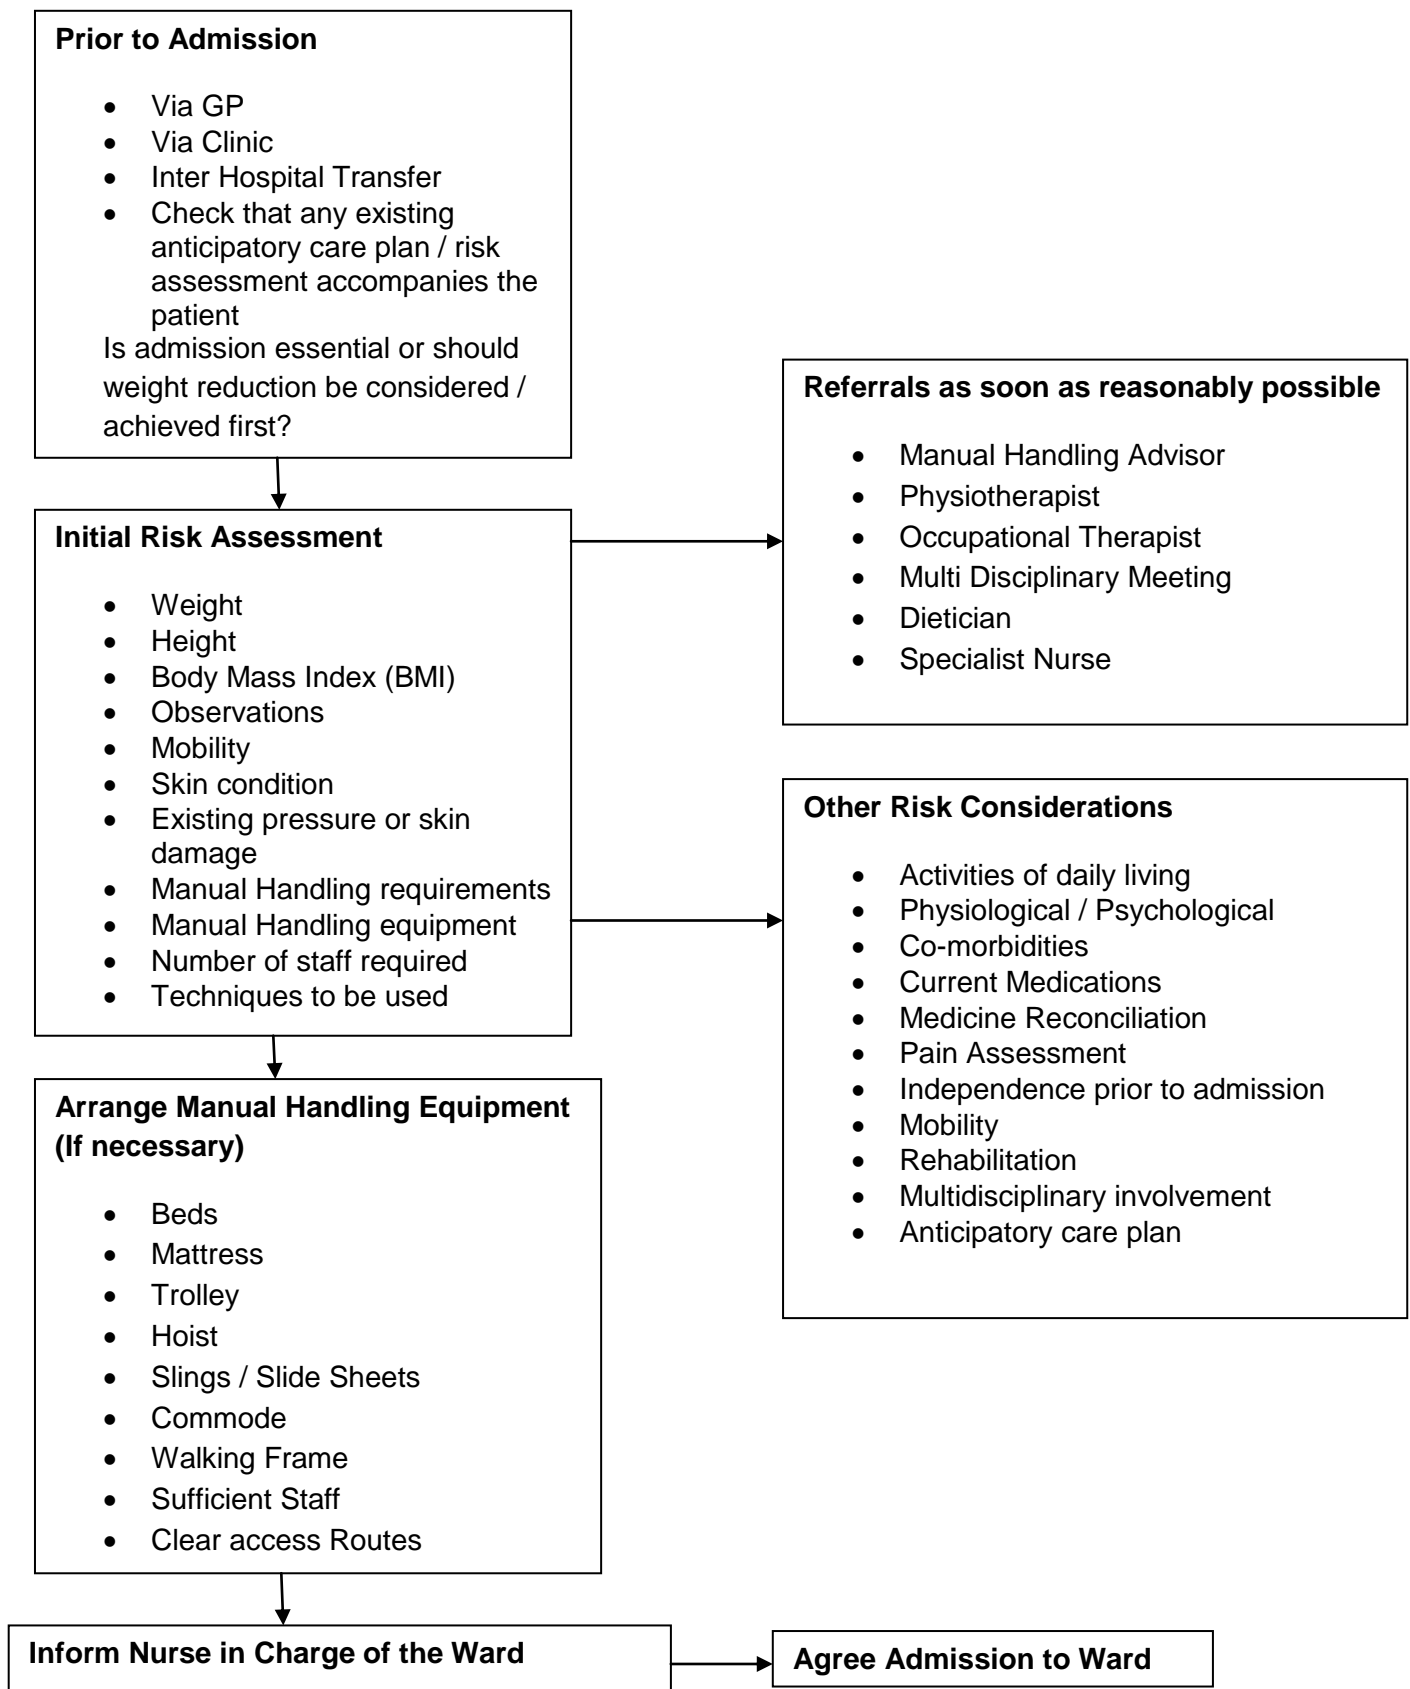 Prior to Admission
• Via GP
• Via Clinic
• Inter Hospital Transfer
• Check that any existing
anticipatory care plan / risk
assessment accompanies the
patient
Is admission essential or should
weight reduction be considered /
achieved first?
Initial Risk Assessment
• Weight
• Height
• Body Mass Index (BMI)
• Observations
• Mobility
• Skin condition
• Existing pressure or skin
damage
• Manual Handling requirements
• Manual Handling equipment
• Number of staff required
• Techniques to be used
Referrals as soon as reasonably possible
• Manual Handling Advisor
• Physiotherapist
• Occupational Therapist
• Multi Disciplinary Meeting
• Dietician
• Specialist Nurse
Other Risk Considerations
• Activities of daily living
• Physiological / Psychological
• Co-morbidities
• Current Medications
• Medicine Reconciliation
• Pain Assessment
• Independence prior to admission
• Mobility
• Rehabilitation
• Multidisciplinary involvement
• Anticipatory care plan
Arrange Manual Handling Equipment
(If necessary)
• Beds
• Mattress
• Trolley
• Hoist
• Slings / Slide Sheets
• Commode
• Walking Frame
• Sufficient Staff
• Clear access Routes
Inform Nurse in Charge of the Ward
Agree Admission to Ward